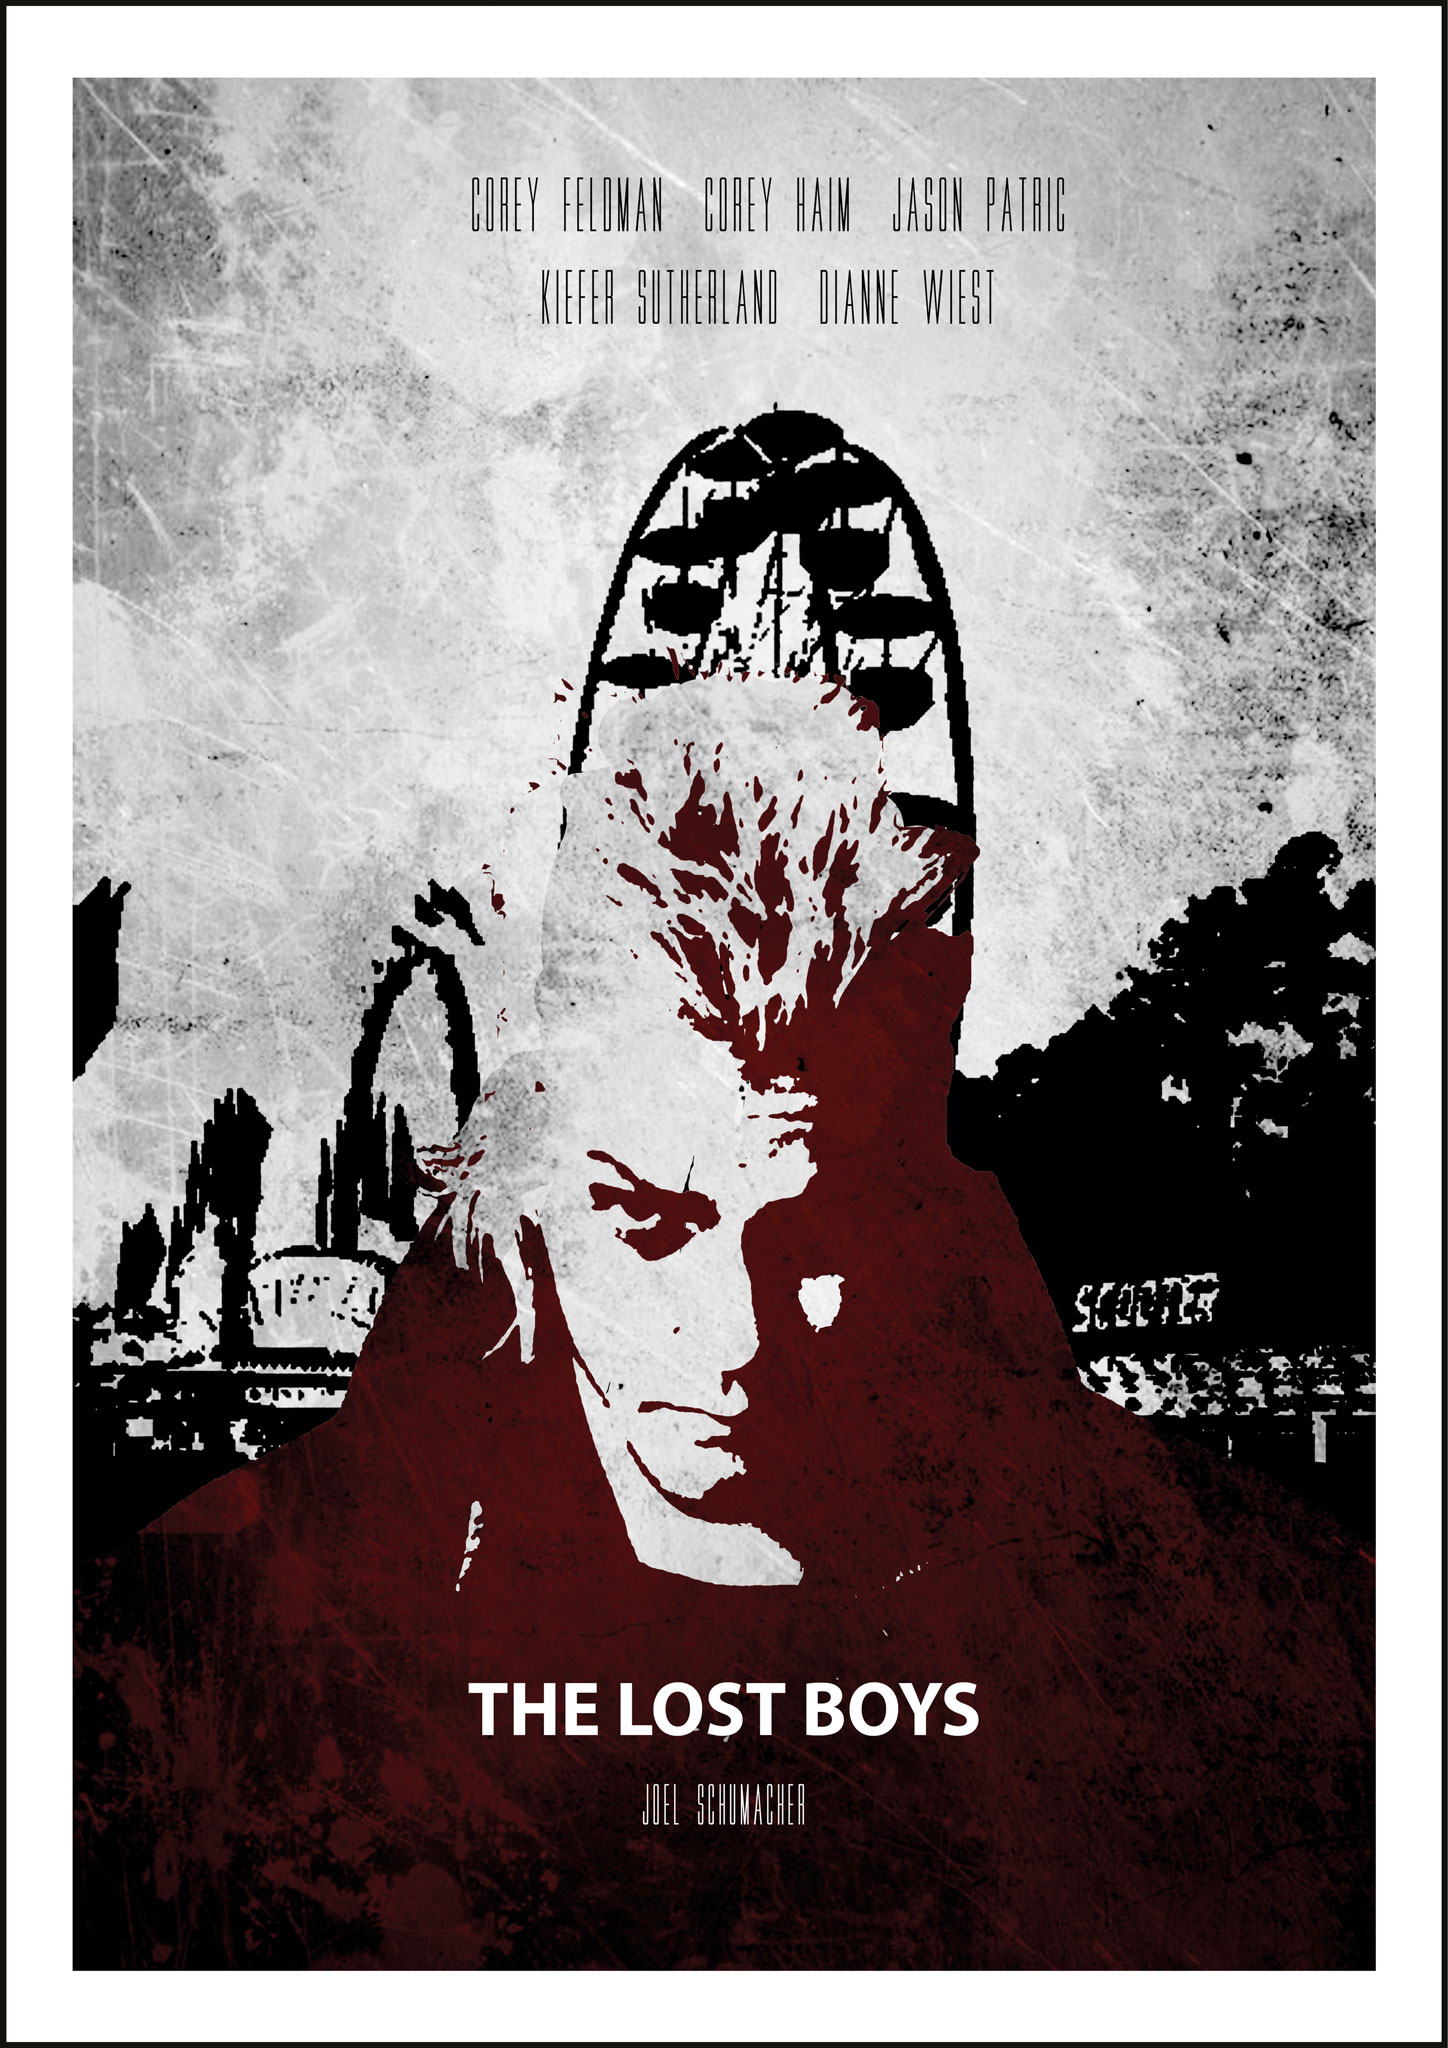 COREY FELDMAN COREY HAIM JASON PATRIC
KIEFER SUTHERLAND DIANNE WIEST
THE LOST BOYS
JOEL SCHUMACHER